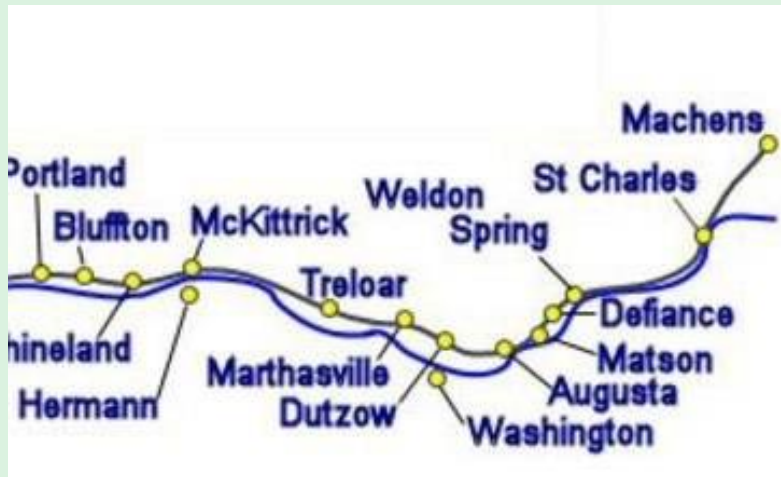 Machens
St Charles
Portland
Weldon
Spring
Bluffton
McKittrick
Treloar
Defiance
hineland
Matson
Marthasville
Augusta
Hermann
Dutzow
Washington